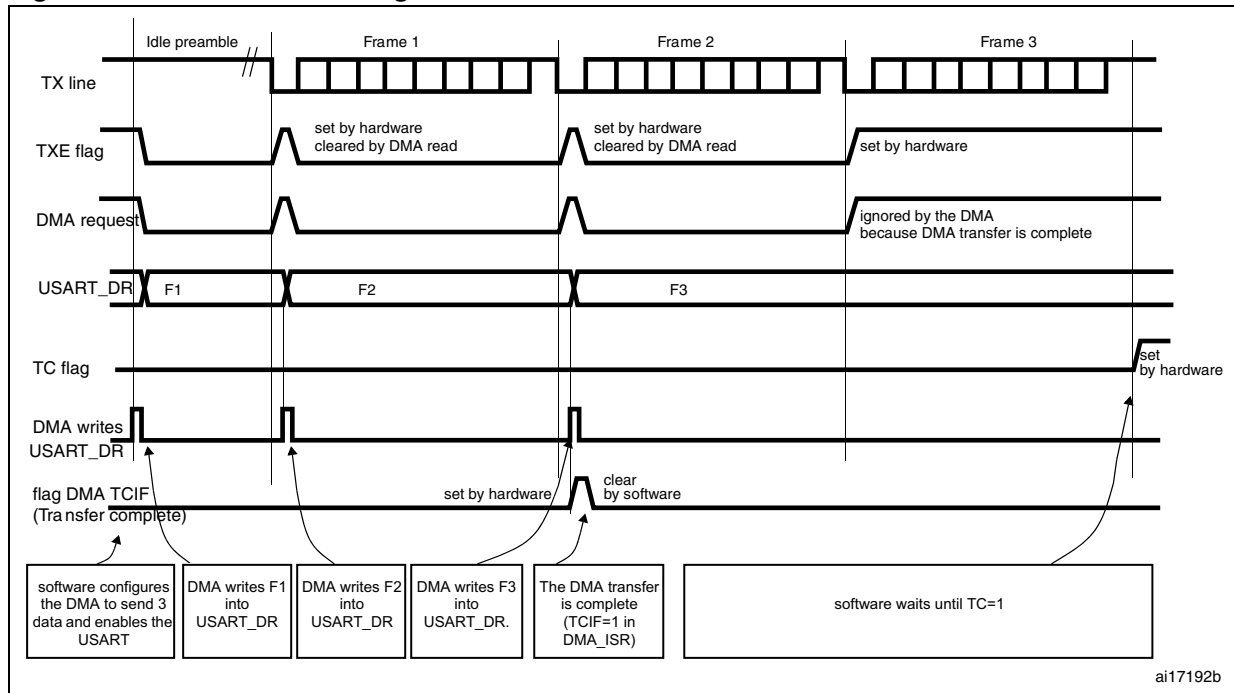 Idle preamble
Frame 1
Frame 2
Frame 3
TX line
TXE flag
set by hardware
cleared by DMA read
set by hardware
cleared by DMA read
set by hardware
DMA request
ignored by the DMA
because DMA transfer is complete
USART_DR
F1
F2
F3
TC flag
set
by hardware
DMA writes
USART_DR
flag DMA TCIF
(Transfer complete)
set by hardware
clear
by software
software configures
the DMA to send 3
data and enables the
USART
DMA writes F1
into
USART_DR
DMA writes F2
into
USART_DR
DMA writes F3
into
USART_DR.
The DMA transfer
is complete
(TCIF=1 in
DMA_ISR)
software waits until TC=1
ai17192b